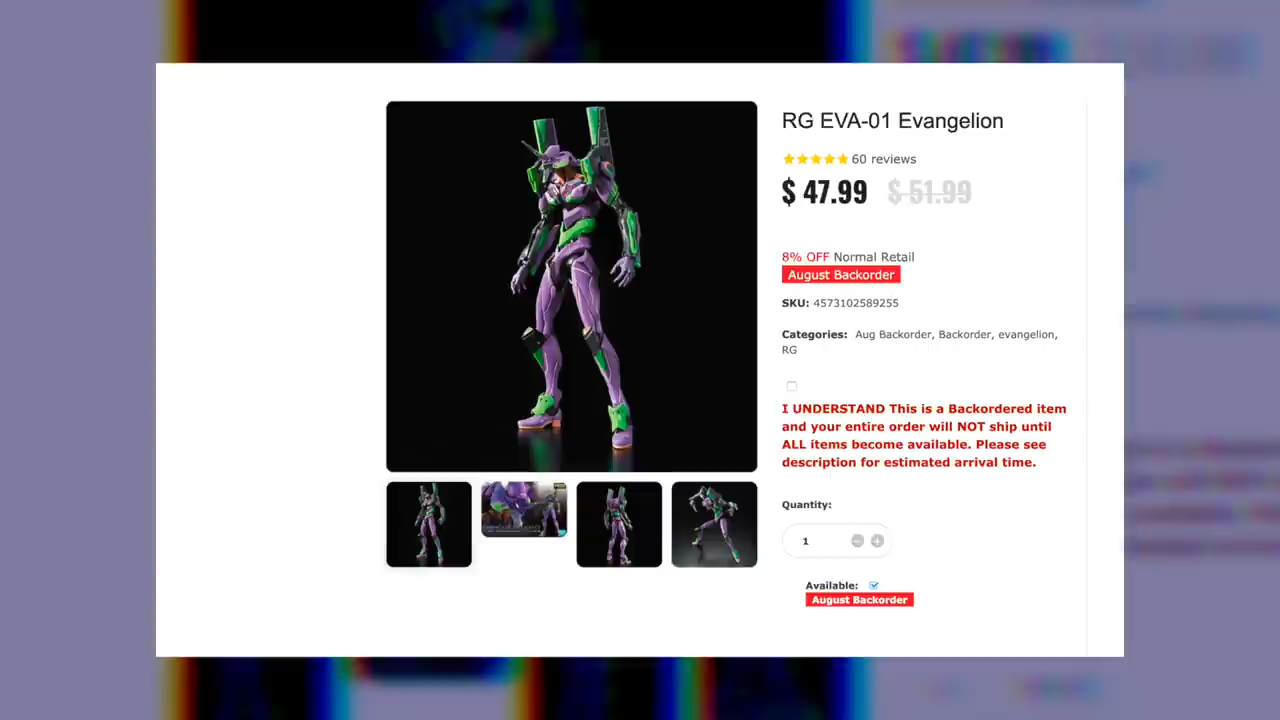 RG EVA-01 Evangelion
60 reviews
$ 47.99 $ 51.99
8% OFF Normal Retail
August Backorder
SKU: 4573102589255
Categories: Aug Backorder, Backorder, evangelion,
RG
I UNDERSTAND This is a Backordered item
and your entire order will NOT ship until
ALL items become available. Please see
description for estimated arrival time.
Quantity:
1
Available:
August Backorder